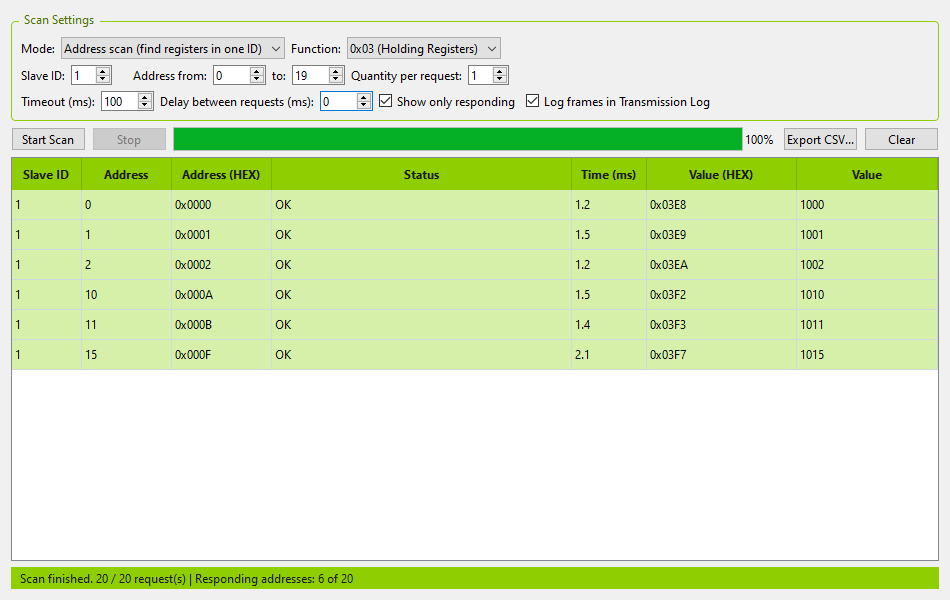 Scan Settings
Mode: Address scan (find registers in one ID) Function: 0x03 (Holding Registers)
Slave ID: 1 Address from: 0 to: 19 Quantity per request: 1
Timeout (ms): 100 Delay between requests (ms): 0 Show only responding Log frames in Transmission Log
Start Scan Stop 100% Export CSV... Clear
Slave ID Address Address (HEX) Status Time (ms) Value (HEX) Value
1 0 0x0000 OK 1.2 0x03E8 1000
1 1 0x0001 OK 1.5 0x03E9 1001
1 2 0x0002 OK 1.2 0x03EA 1002
1 10 0x000A OK 1.5 0x03F2 1010
1 11 0x000B OK 1.4 0x03F3 1011
1 15 0x000F OK 2.1 0x03F7 1015
Scan finished. 20 / 20 request(s) | Responding addresses: 6 of 20